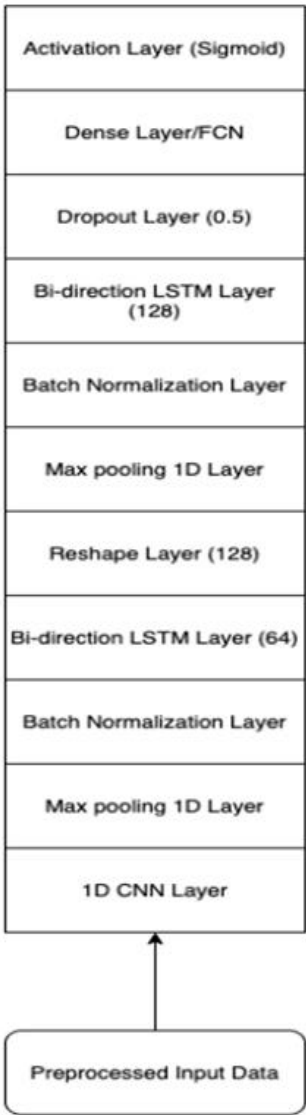 Activation Layer (Sigmoid)
Dense Layer/FCN
Dropout Layer (0.5)
Bi-direction LSTM Layer
(128)
Batch Normalization Layer
Max pooling 1D Layer
Reshape Layer (128)
Bi-direction LSTM Layer (64)
Batch Normalization Layer
Max pooling 1D Layer
1D CNN Layer
Preprocessed Input Data